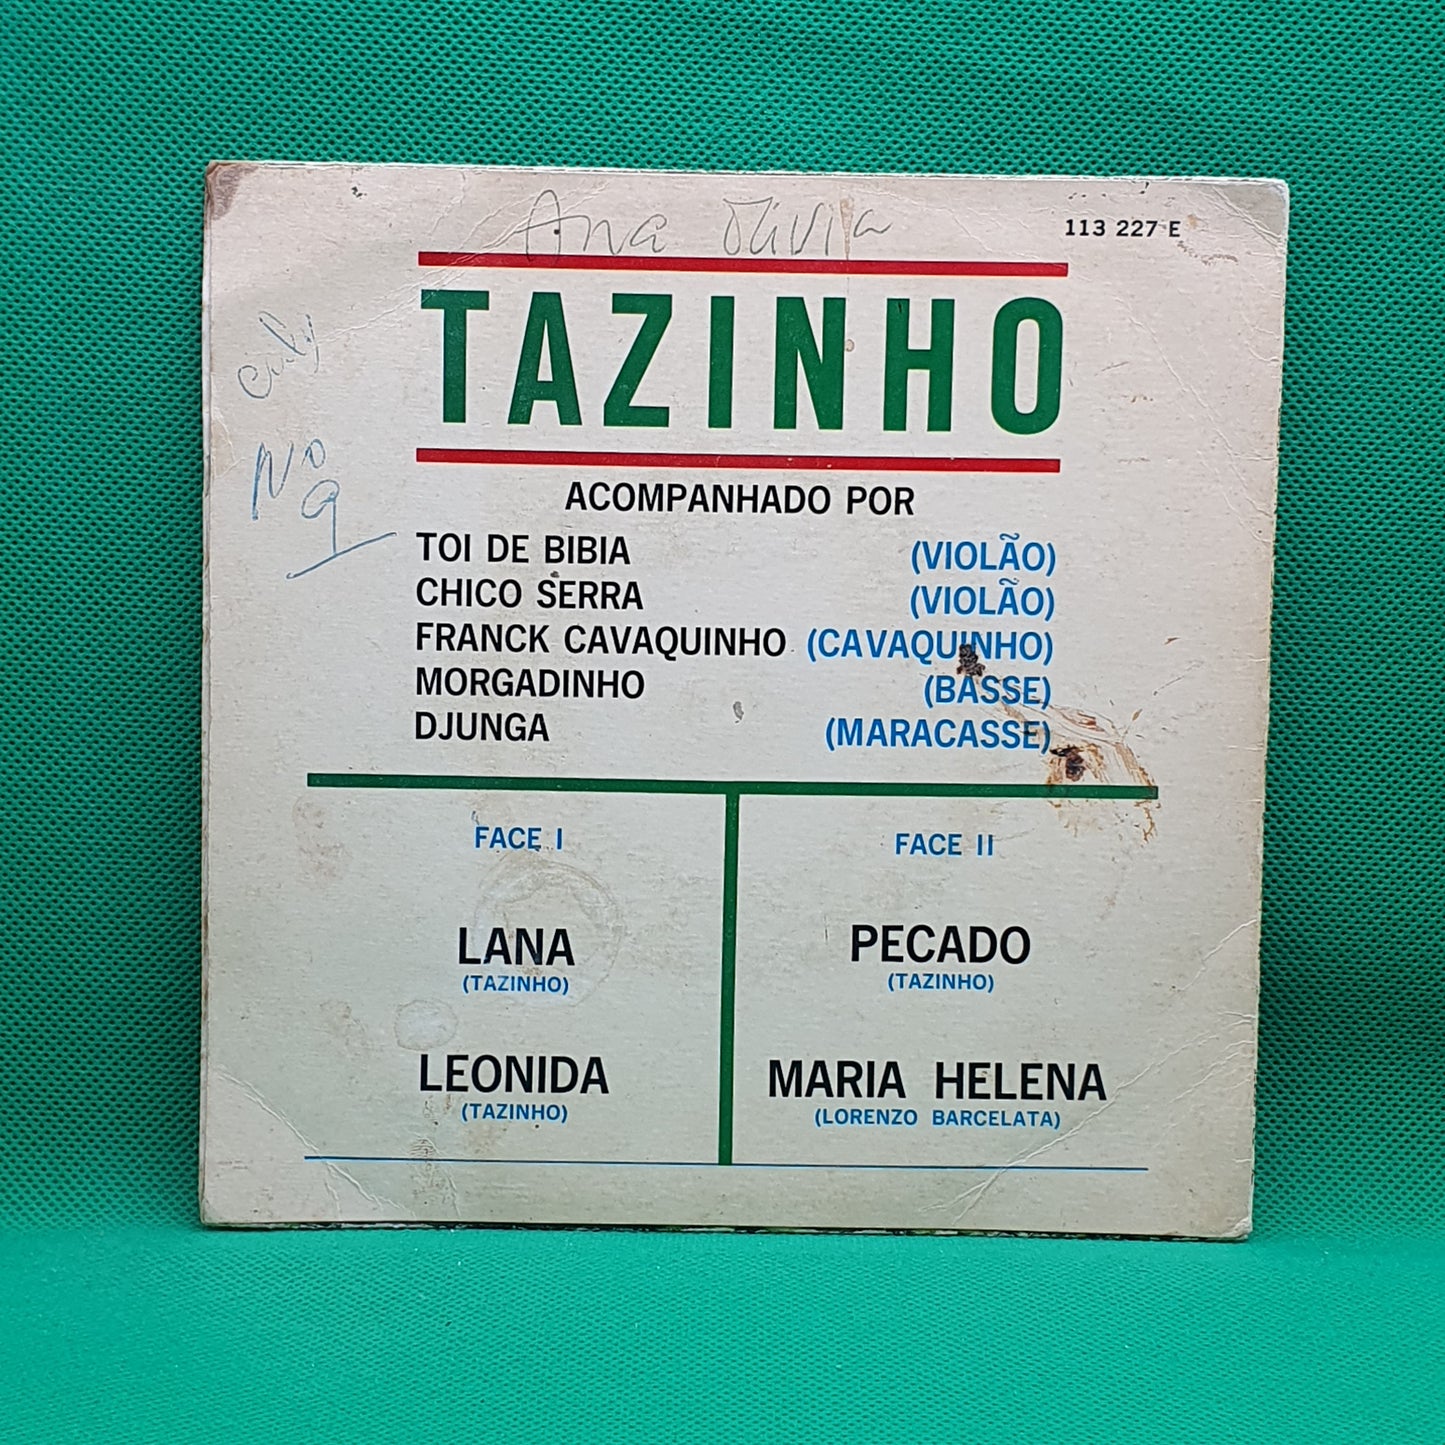 Ana Olivia
113 227 E
TAZINHO
No
9
ACOMPANHADO POR
TOI DE BIBIA (VIOLÃO)
CHICO SERRA (VIOLÃO)
FRANCK CAVAQUINHO (CAVAQUINHO)
MORGADINHO (BASSE)
DJUNGA (MARACASSE)
FACE I
LANA
(TAZINHO)
LEONIDA
(TAZINHO)
FACE II
PECADO
(TAZINHO)
MARIA HELENA
(LORENZO BARCELATA)